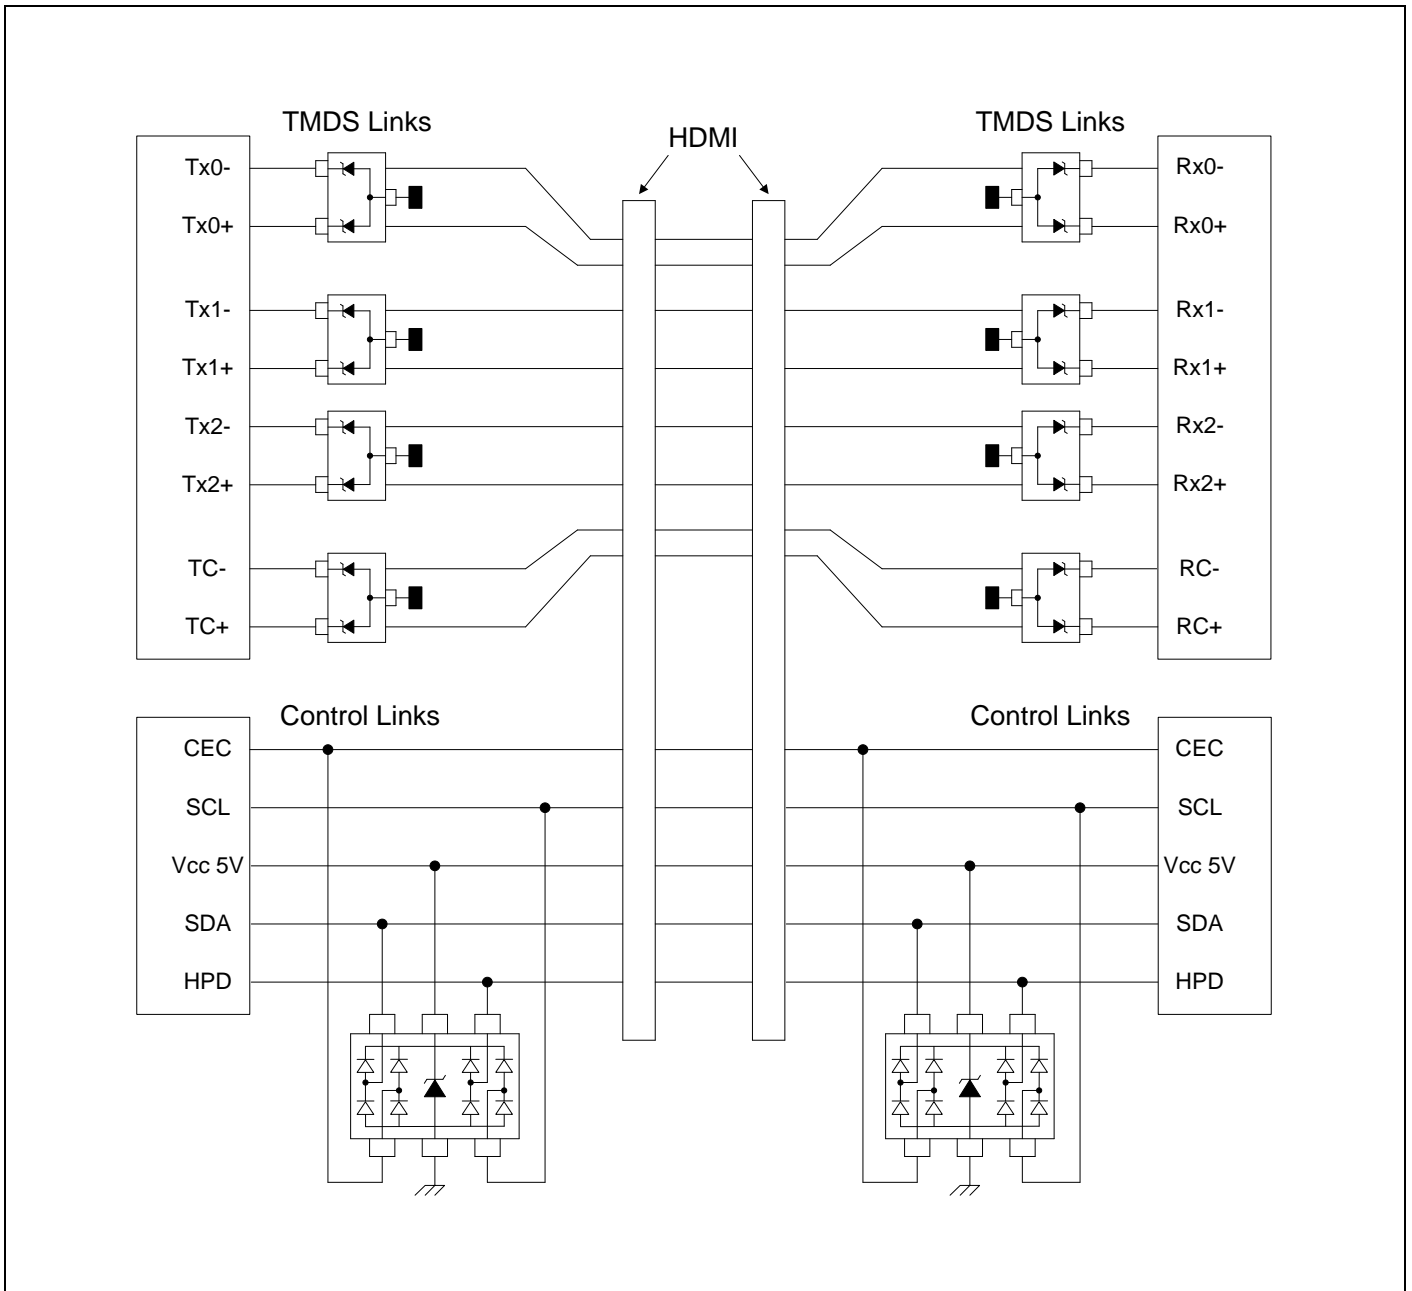 TMDS Links
HDMI
TMDS Links
Tx0-
Tx0+
Tx1-
Tx1+
Tx2-
Tx2+
TC-
TC+
Rx0-
Rx0+
Rx1-
Rx1+
Rx2-
Rx2+
RC-
RC+
Control Links
Control Links
CEC
SCL
Vcc 5V
SDA
HPD
CEC
SCL
Vcc 5V
SDA
HPD